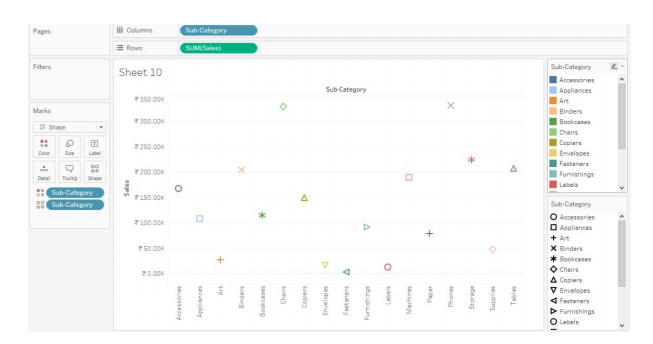 Pages
Columns
Sub-Category
Rows
SUM(Sales)
Filters
Marks
Shape
Color
Size
Label
Detail
Tooltip
Shape
Sub-Category
Sub-Category
Sheet 10
Sub-Category
Sales
₹ 350.00K
₹ 300.00K
₹ 250.00K
₹ 200.00K
₹ 150.00K
₹ 100.00K
₹ 50.00K
₹ 0.00K
Accessories
Appliances
Art
Binders
Bookcases
Chairs
Copiers
Envelopes
Fasteners
Furnishings
Labels
Machines
Paper
Phones
Storage
Supplies
Tables
Sub-Category
Accessories
Appliances
Art
Binders
Bookcases
Chairs
Copiers
Envelopes
Fasteners
Furnishings
Labels
Sub-Category
Accessories
Appliances
Art
Binders
Bookcases
Chairs
Copiers
Envelopes
Fasteners
Furnishings
Labels